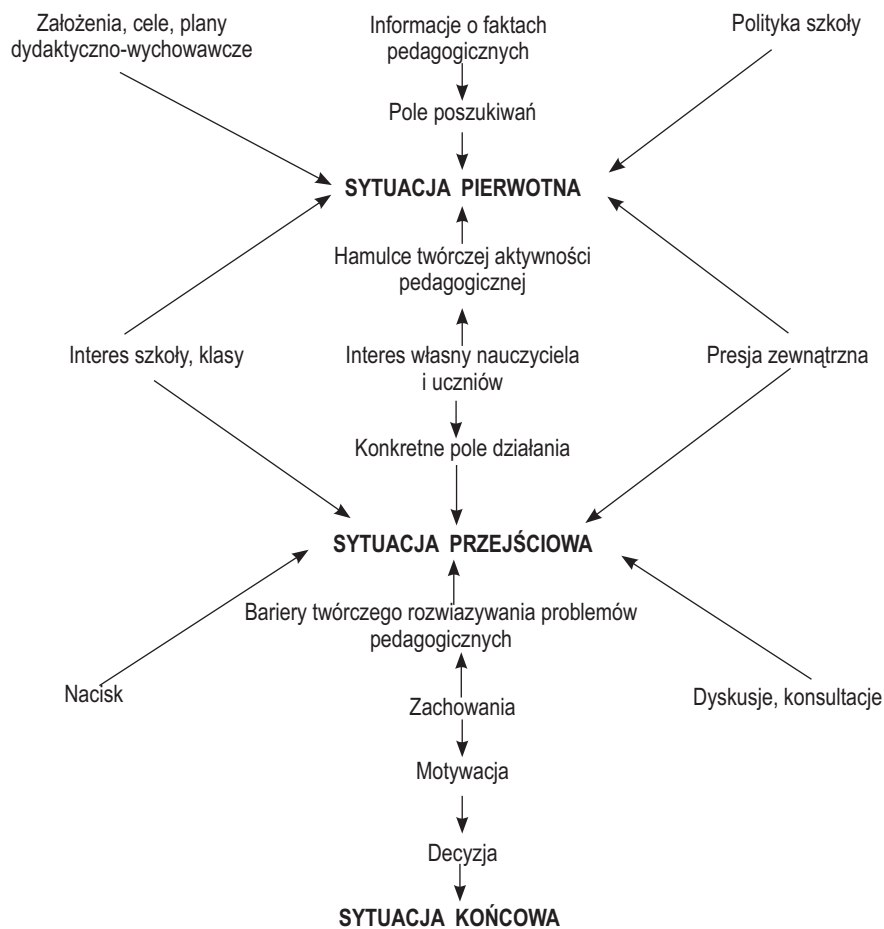 Założenia, cele, plany
dydaktyczno-wychowawcze
Informacje o faktach
pedagogicznych
Polityka szkoły
Pole poszukiwań
SYTUACJA PIERWOTNA
Hamulce twórczej aktywności
pedagogicznej
Interes szkoły, klasy
Interes własny nauczyciela
i uczniów
Presja zewnątrzna
Konkretne pole działania
SYTUACJA PRZEJŚCIOWA
Bariery twórczego rozwiazywania problemów
pedagogicznych
Nacisk
Dyskusje, konsultacje
Zachowania
Motywacja
Decyzja
SYTUACJA KOŃCOWA